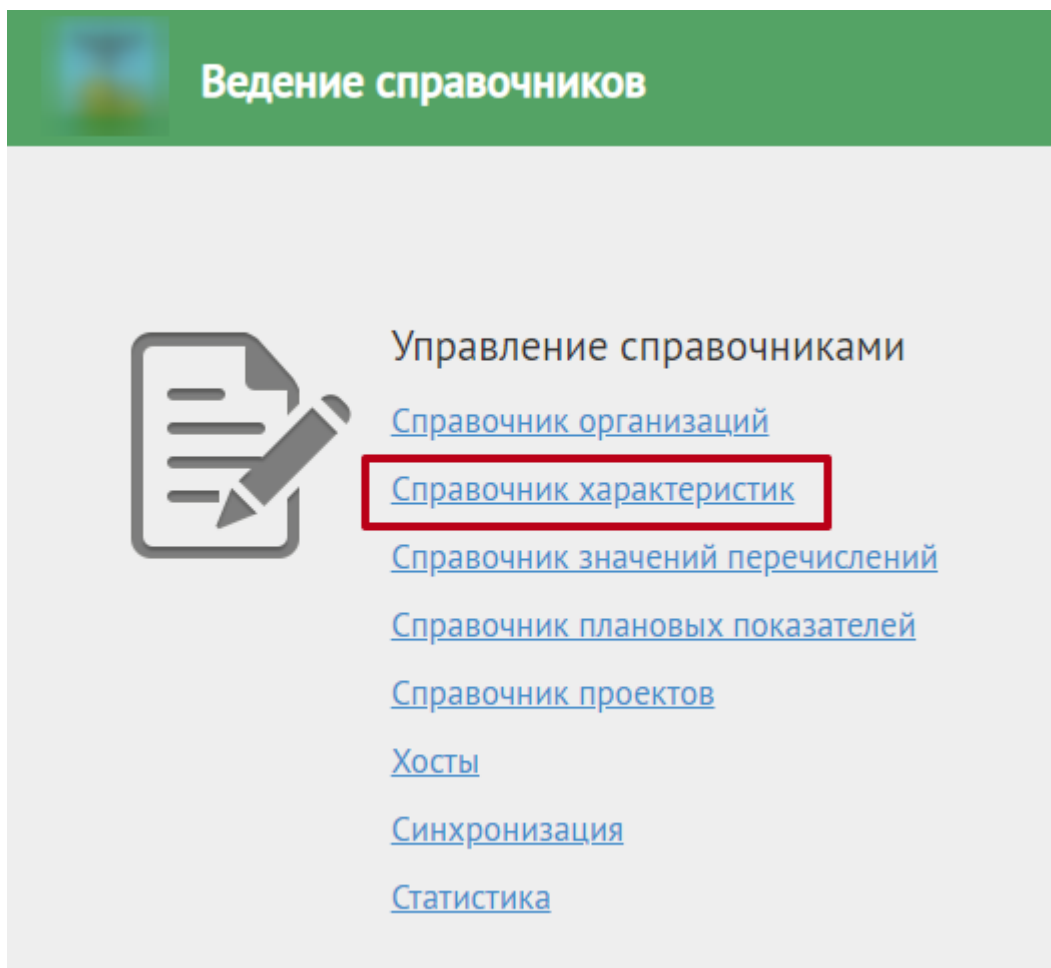 Ведение справочников
Управление справочниками
Справочник организаций
Справочник характеристик
Справочник значений перечислений
Справочник плановых показателей
Справочник проектов
Хосты
Синхронизация
Статистика